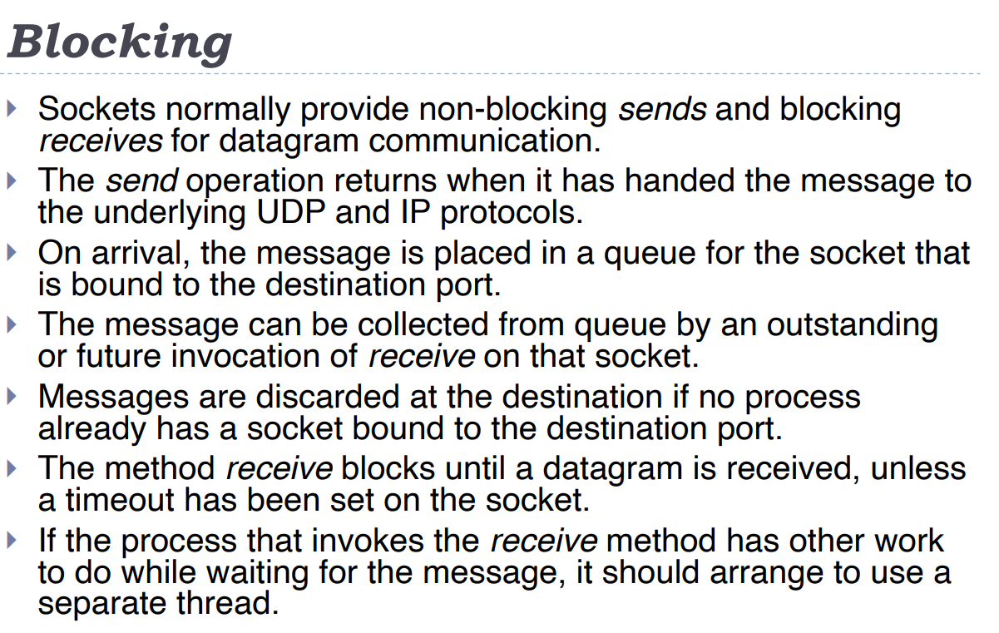 Blocking
Sockets normally provide non-blocking sends and blocking
receives for datagram communication.
The send operation returns when it has handed the message to
the underlying UDP and IP protocols.
On arrival, the message is placed in a queue for the socket that
is bound to the destination port.
The message can be collected from queue by an outstanding
or future invocation of receive on that socket.
Messages are discarded at the destination if no process
already has a socket bound to the destination port.
The method receive blocks until a datagram is received, unless
a timeout has been set on the socket.
If the process that invokes the receive method has other work
to do while waiting for the message, it should arrange to use a
separate thread.